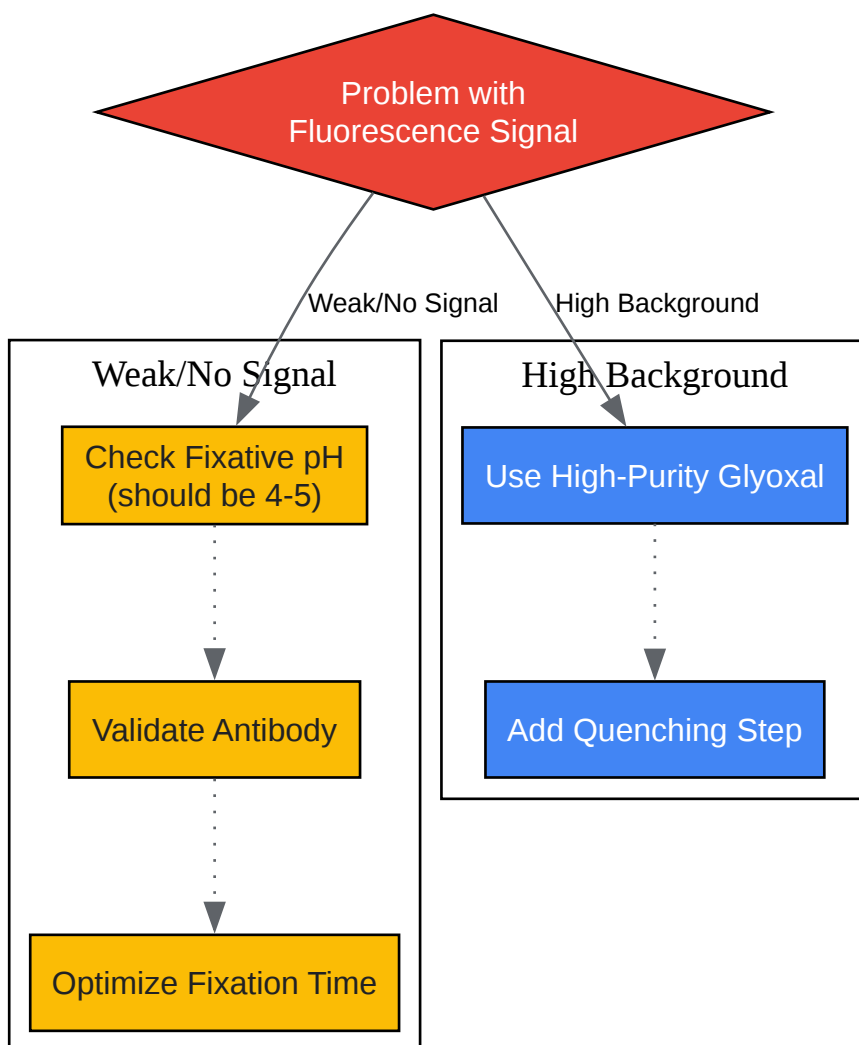 Problem with
Fluorescence Signal
Weak/No Signal
High Background
Weak/No Signal
High Background
Check Fixative pH
(should be 4-5)
Use High-Purity Glyoxal
Validate Antibody
Add Quenching Step
Optimize Fixation Time